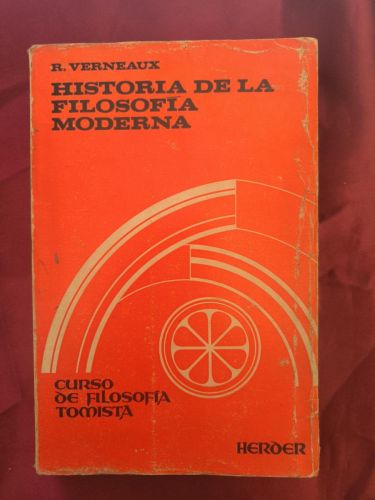 R. VERNEAUX
HISTORIA DE LA
FILOSOFÍA
MODERNA
CURSO
DE FILOSOFÍA
TOMISTA
HERDER